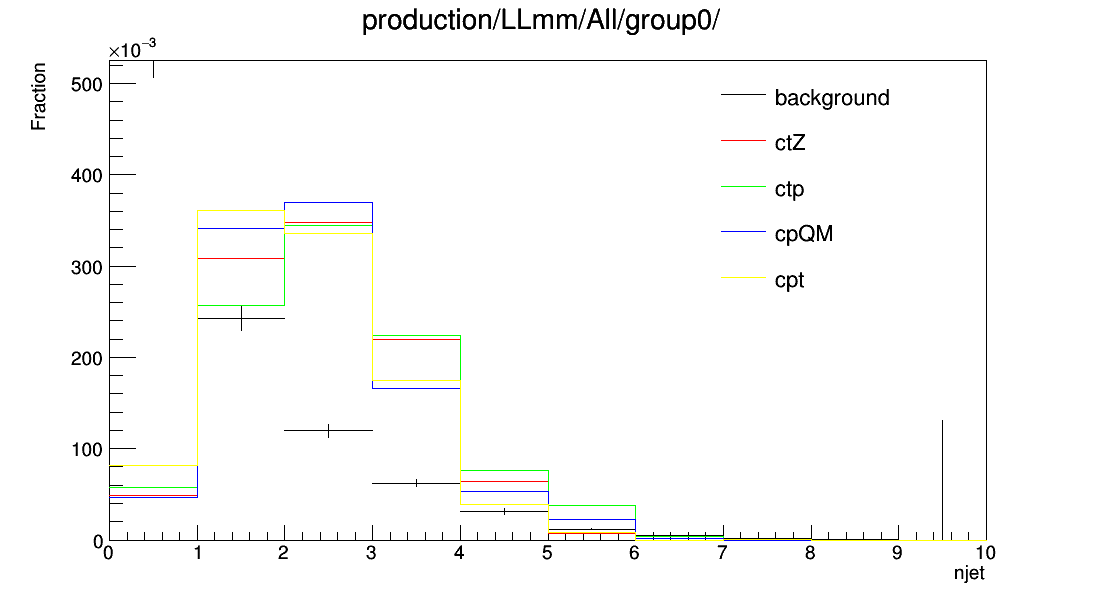 production/LLmm/All/group0/
×10⁻³
Fraction
500
400
300
200
100
0
background
ctZ
ctp
cpQM
cpt
0 1 2 3 4 5 6 7 8 9 10
njet